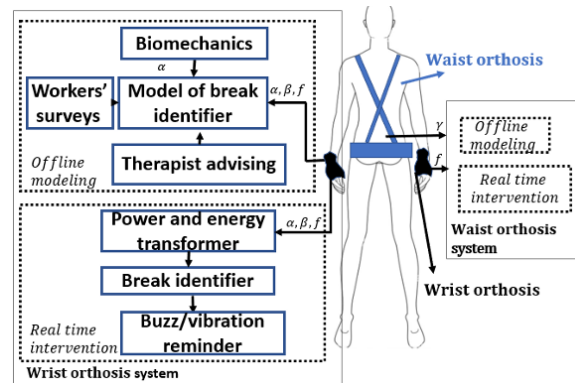 Biomechanics
α
Workers'
surveys
Model of break
identifier
α, β, f
Therapist advising
Offline
modeling
Power and energy
transformer
α, β, f
Break identifier
Buzz/vibration
reminder
Real time
intervention
Wrist orthosis system
Waist orthosis
γ
Offline
modeling
f
Real time
intervention
Waist orthosis
system
Wrist orthosis